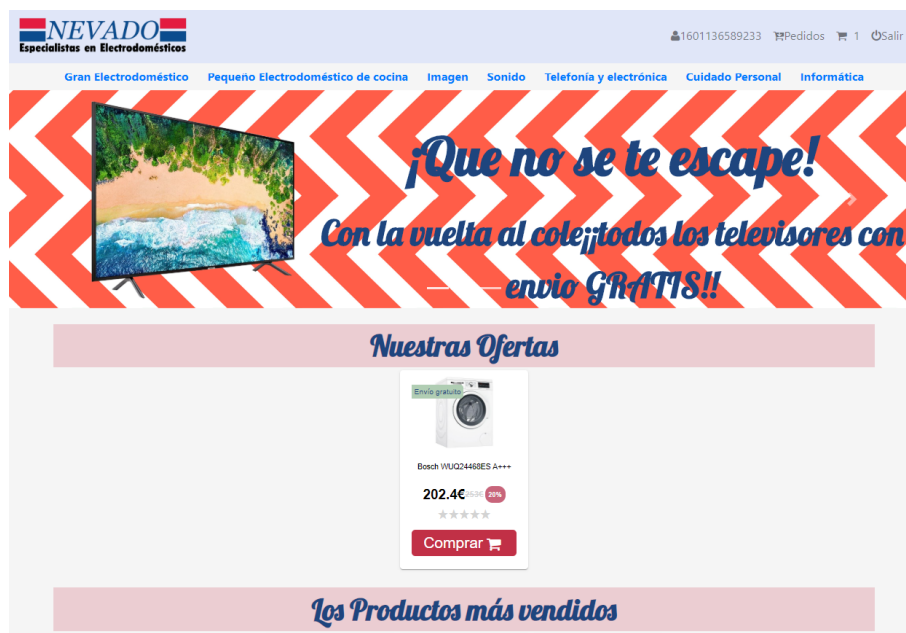 NEVADO
Especialistas en Electrodomésticos
1601136589233 Pedidos 1 Salir
Gran Electrodoméstico Pequeño Electrodoméstico de cocina Imagen Sonido Telefonía y electrónica Cuidado Personal Informática
¡Que no se te escape!
Con la vuelta al cole¡¡todos los televisores con
envio GRATIS!!
Nuestras Ofertas
Envío gratuito
Bosch WUQ24468ES A+++
202.4€ 253€ 20%
Comprar
Los Productos más vendidos